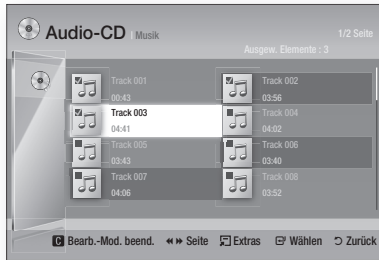 Audio-CD | Musik
1/2 Seite
Ausgew. Elemente : 3
Track 001
00:43
Track 002
03:56
Track 003
04:41
Track 004
04:02
Track 005
03:43
Track 006
03:40
Track 007
04:06
Track 008
03:52
C Bearb.-Mod. beend. Seite Extras Wählen Zurück